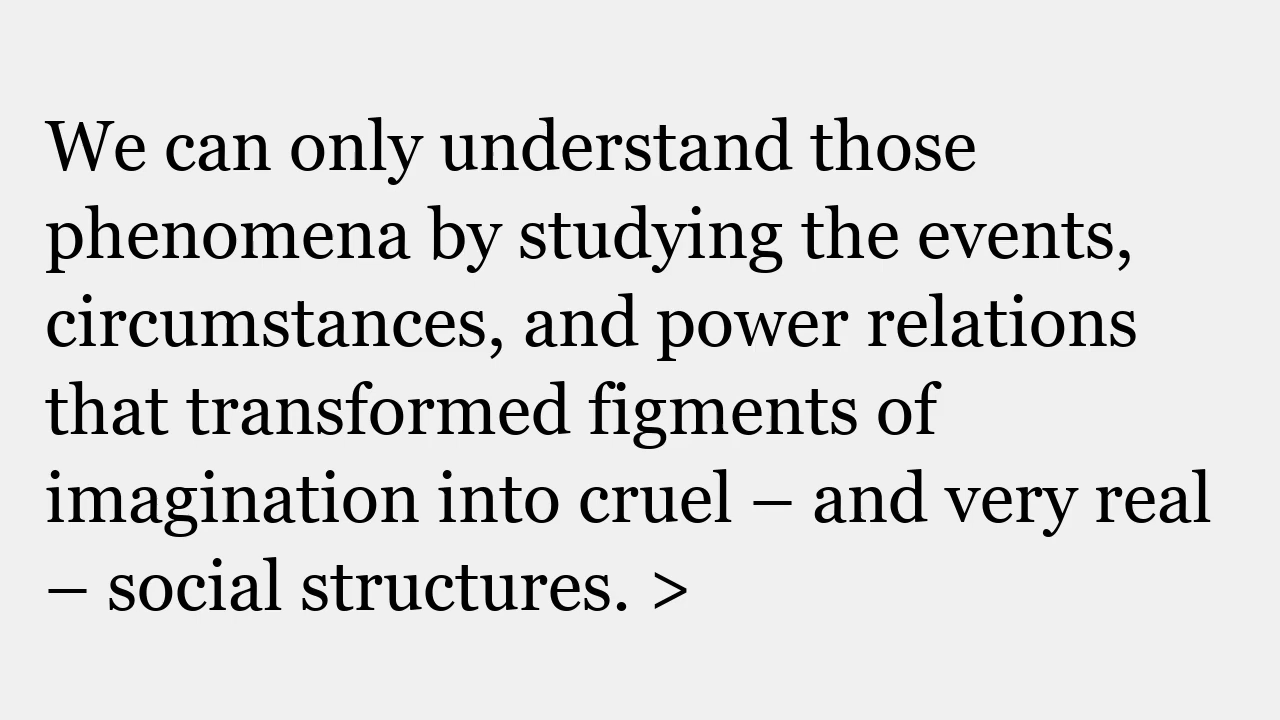 We can only understand those
phenomena by studying the events,
circumstances, and power relations
that transformed figments of
imagination into cruel – and very real
– social structures. >